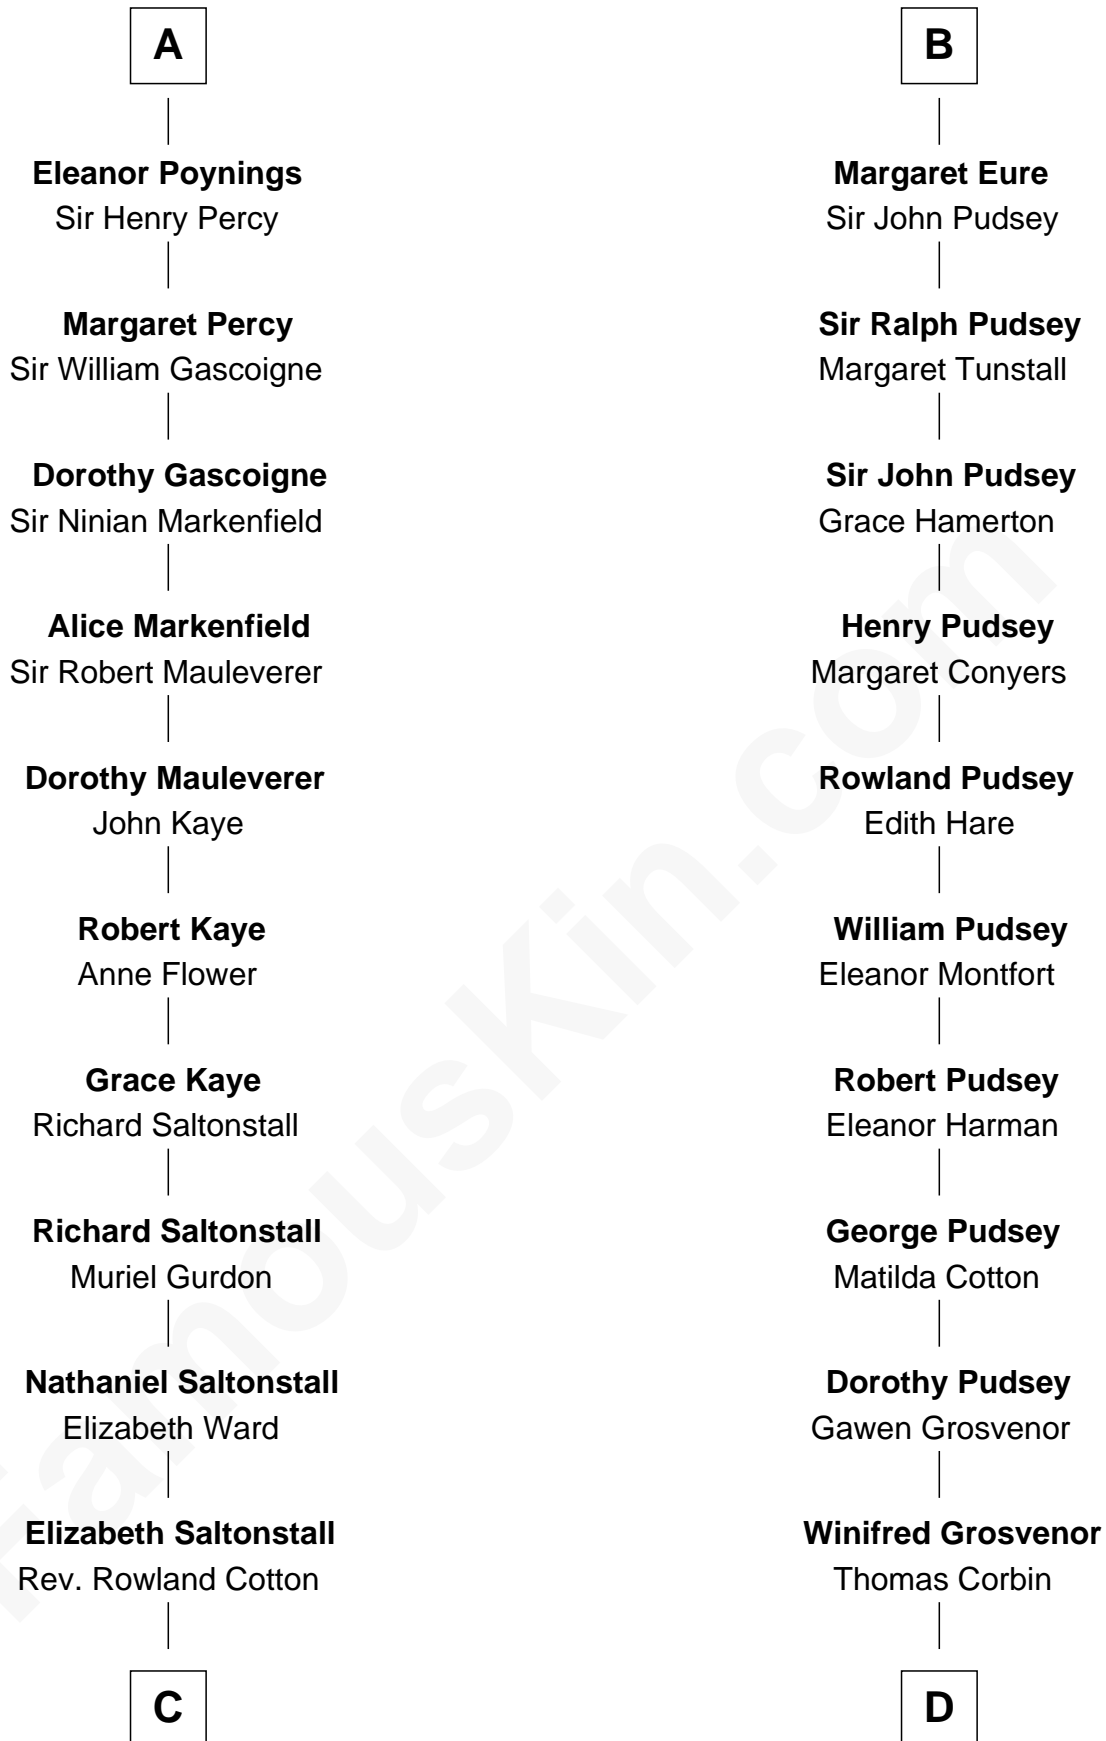 A
Eleanor Poynings
Sir Henry Percy
Margaret Percy
Sir William Gascoigne
Dorothy Gascoigne
Sir Ninian Markenfield
Alice Markenfield
Sir Robert Mauleverer
Dorothy Mauleverer
John Kaye
Robert Kaye
Anne Flower
Grace Kaye
Richard Saltonstall
Richard Saltonstall
Muriel Gurdon
Nathaniel Saltonstall
Elizabeth Ward
Elizabeth Saltonstall
Rev. Rowland Cotton
C
B
Margaret Eure
Sir John Pudsey
Sir Ralph Pudsey
Margaret Tunstall
Sir John Pudsey
Grace Hamerton
Henry Pudsey
Margaret Conyers
Rowland Pudsey
Edith Hare
William Pudsey
Eleanor Montfort
Robert Pudsey
Eleanor Harman
George Pudsey
Matilda Cotton
Dorothy Pudsey
Gawen Grosvenor
Winifred Grosvenor
Thomas Corbin
D
FamousKin.com